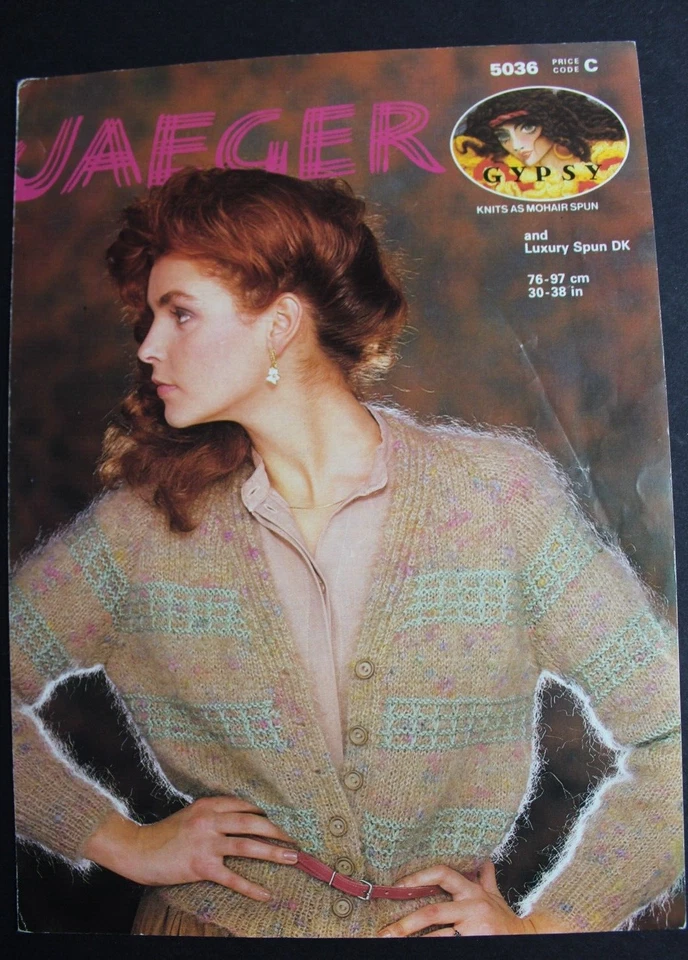 5036 PRICE CODE C
JAEGER
GYPSY
KNITS AS MOHAIR SPUN
and
Luxury Spun DK
76-97 cm
30-38 in